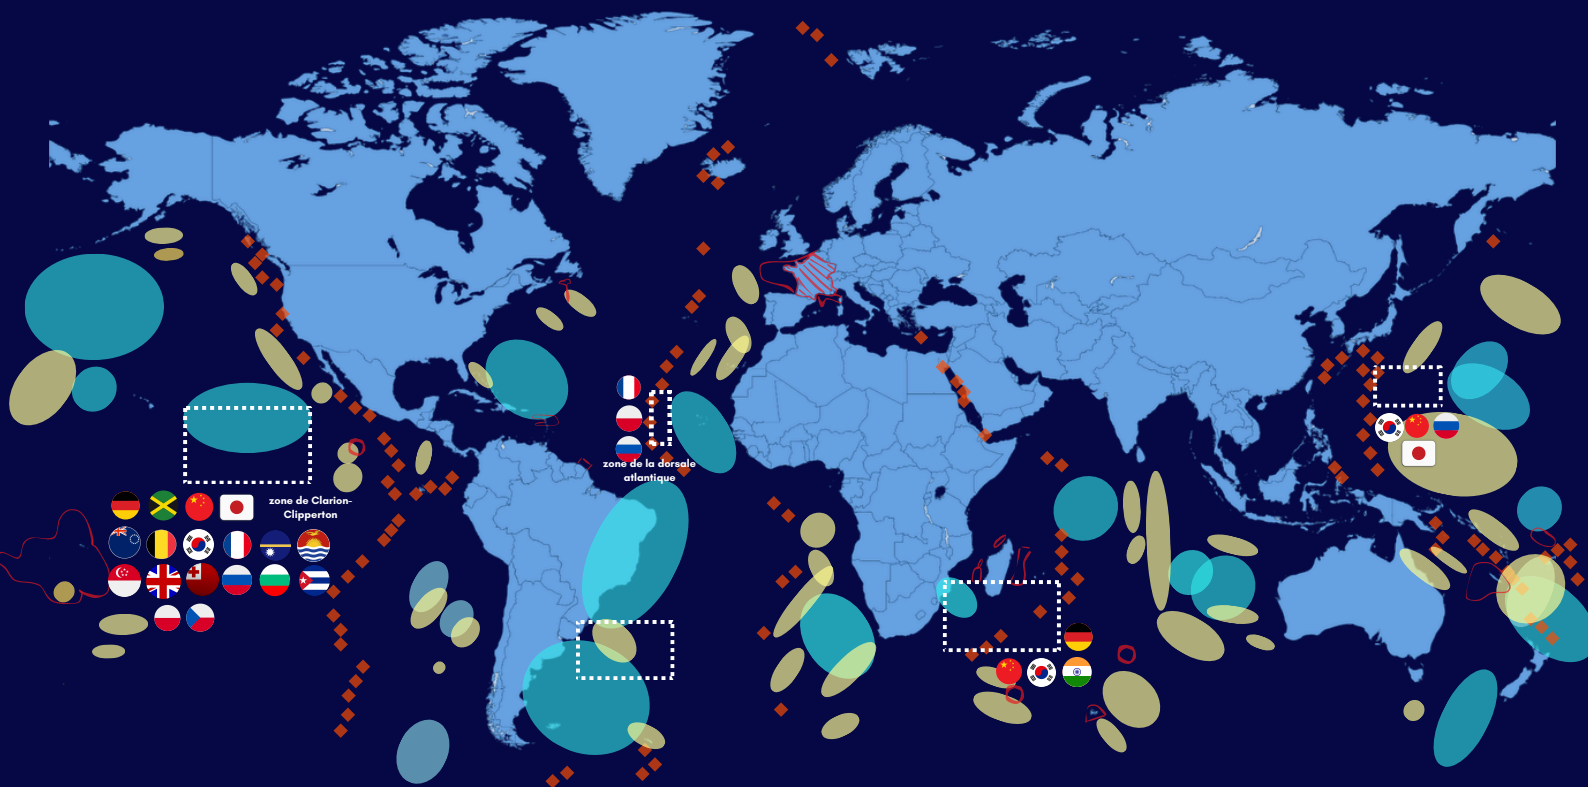 zone de la dorsale
atlantique
zone de Clarion-
Clipperton